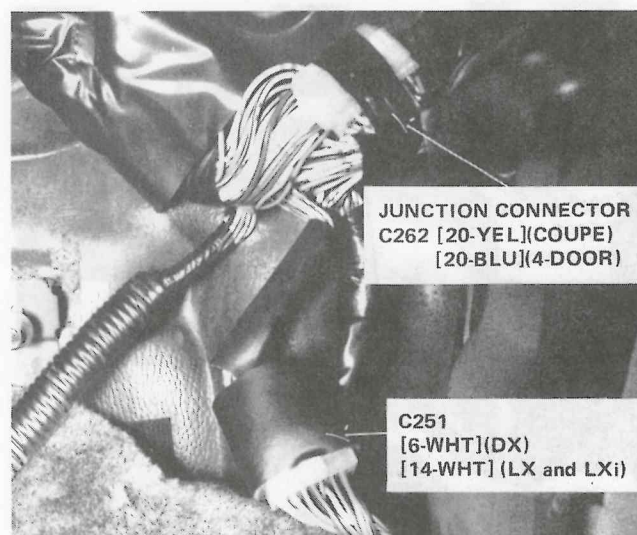 JUNCTION CONNECTOR
C262 [20-YEL](COUPE)
[20-BLU](4-DOOR)
C251
[6-WHT](DX)
[14-WHT] (LX and LXi)